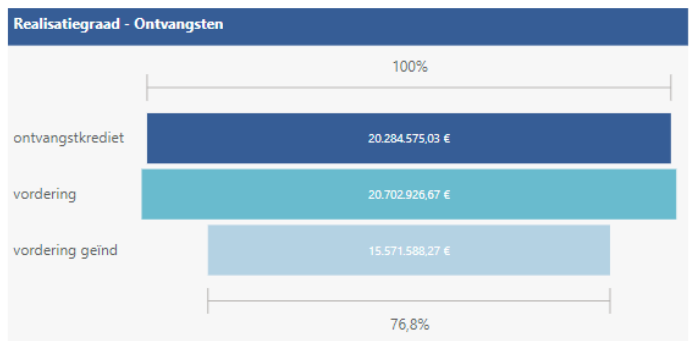 Realisatiegraad - Ontvangsten
100%
ontvangstkrediet 20.284.575,03 €
vordering 20.702.926,67 €
vordering geïnd 15.571.588,27 €
76,8%